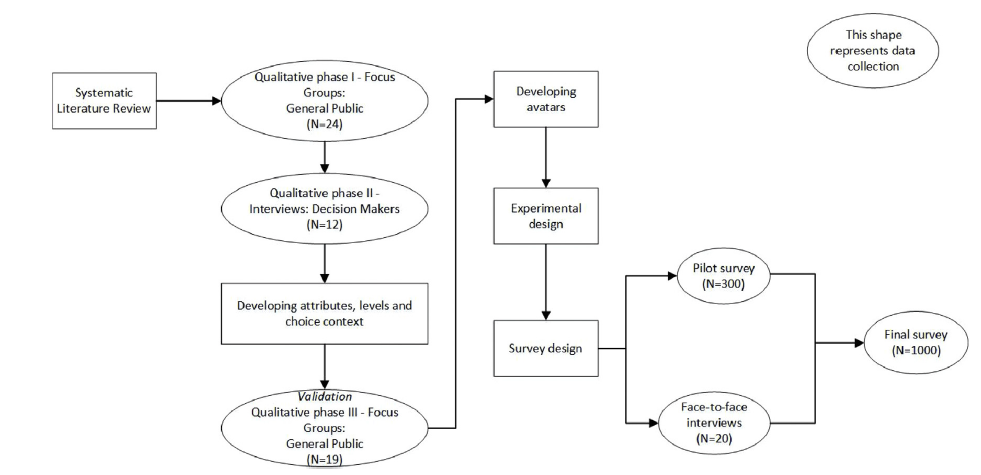 This shape
represents data
collection
Systematic
Literature Review
Qualitative phase I - Focus
Groups:
General Public
(N=24)
Qualitative phase II -
Interviews: Decision Makers
(N=12)
Developing attributes, levels and
choice context
Validation
Qualitative phase III - Focus
Groups:
General Public
(N=19)
Developing
avatars
Experimental
design
Survey design
Pilot survey
(N=300)
Face-to-face
interviews
(N=20)
Final survey
(N=1000)